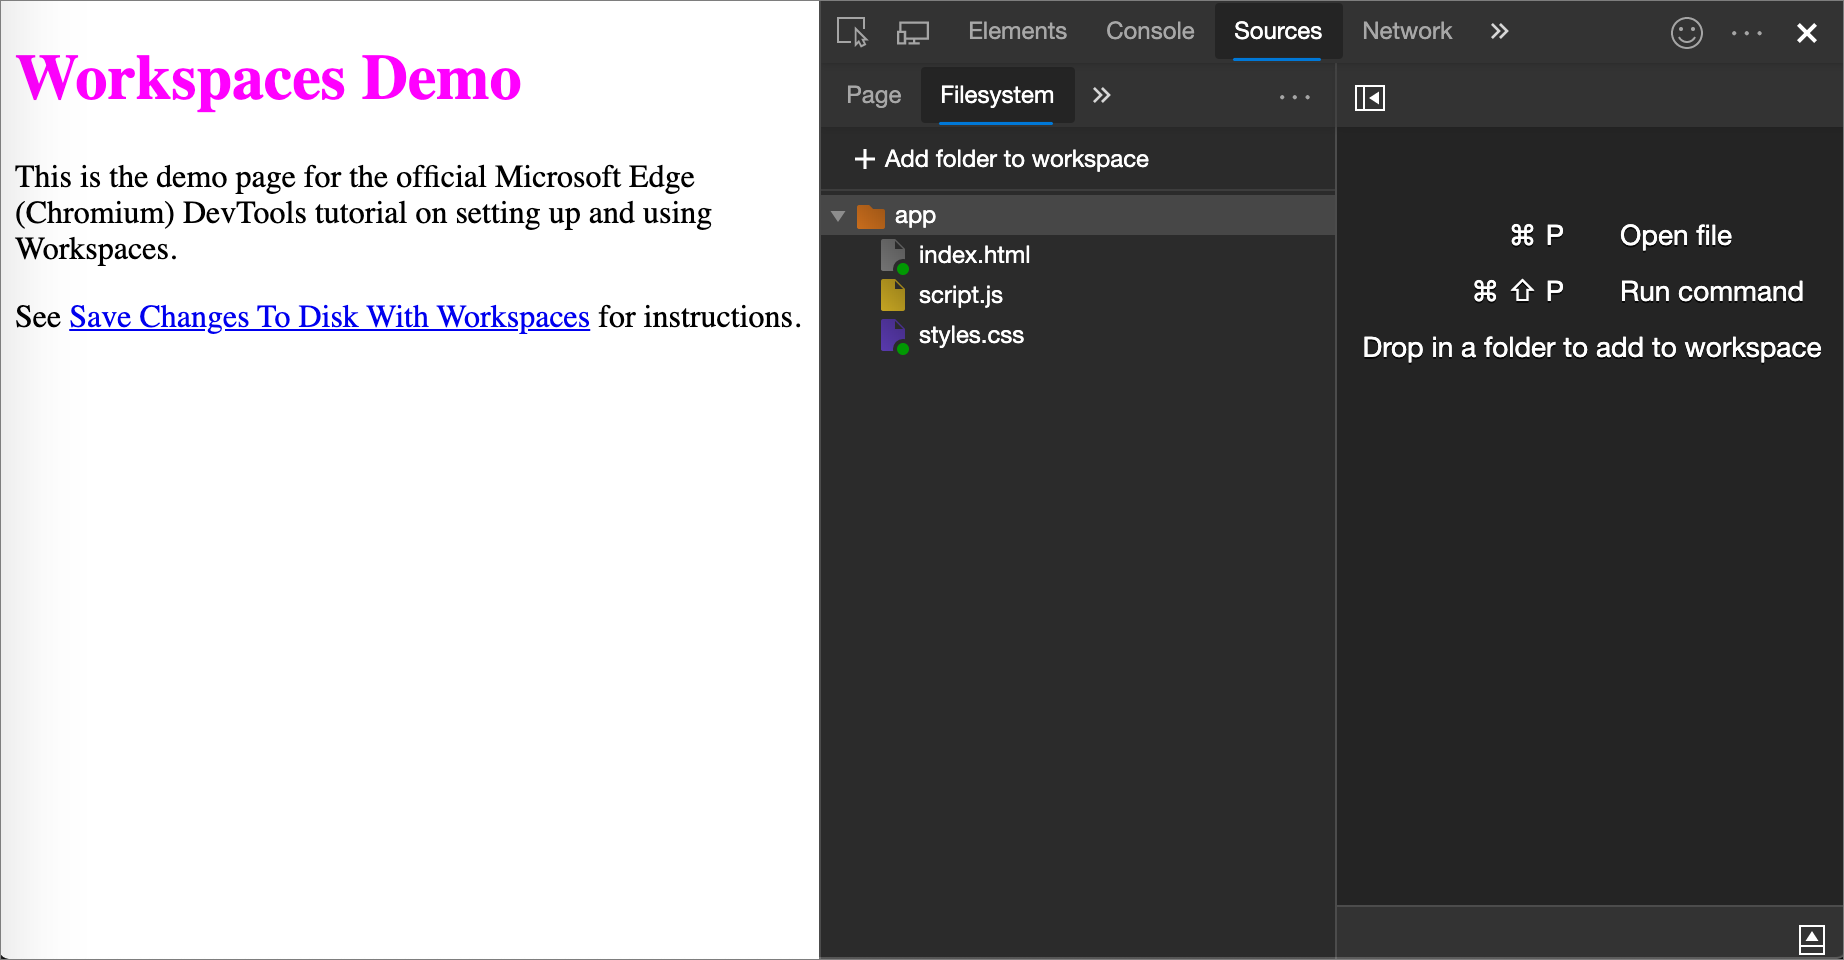 Workspaces Demo
This is the demo page for the official Microsoft Edge
(Chromium) DevTools tutorial on setting up and using
Workspaces.
See Save Changes To Disk With Workspaces for instructions.
Elements Console Sources Network
Page Filesystem
+ Add folder to workspace
app
index.html
script.js
styles.css
⌘ P Open file
⌘ ⇧ P Run command
Drop in a folder to add to workspace